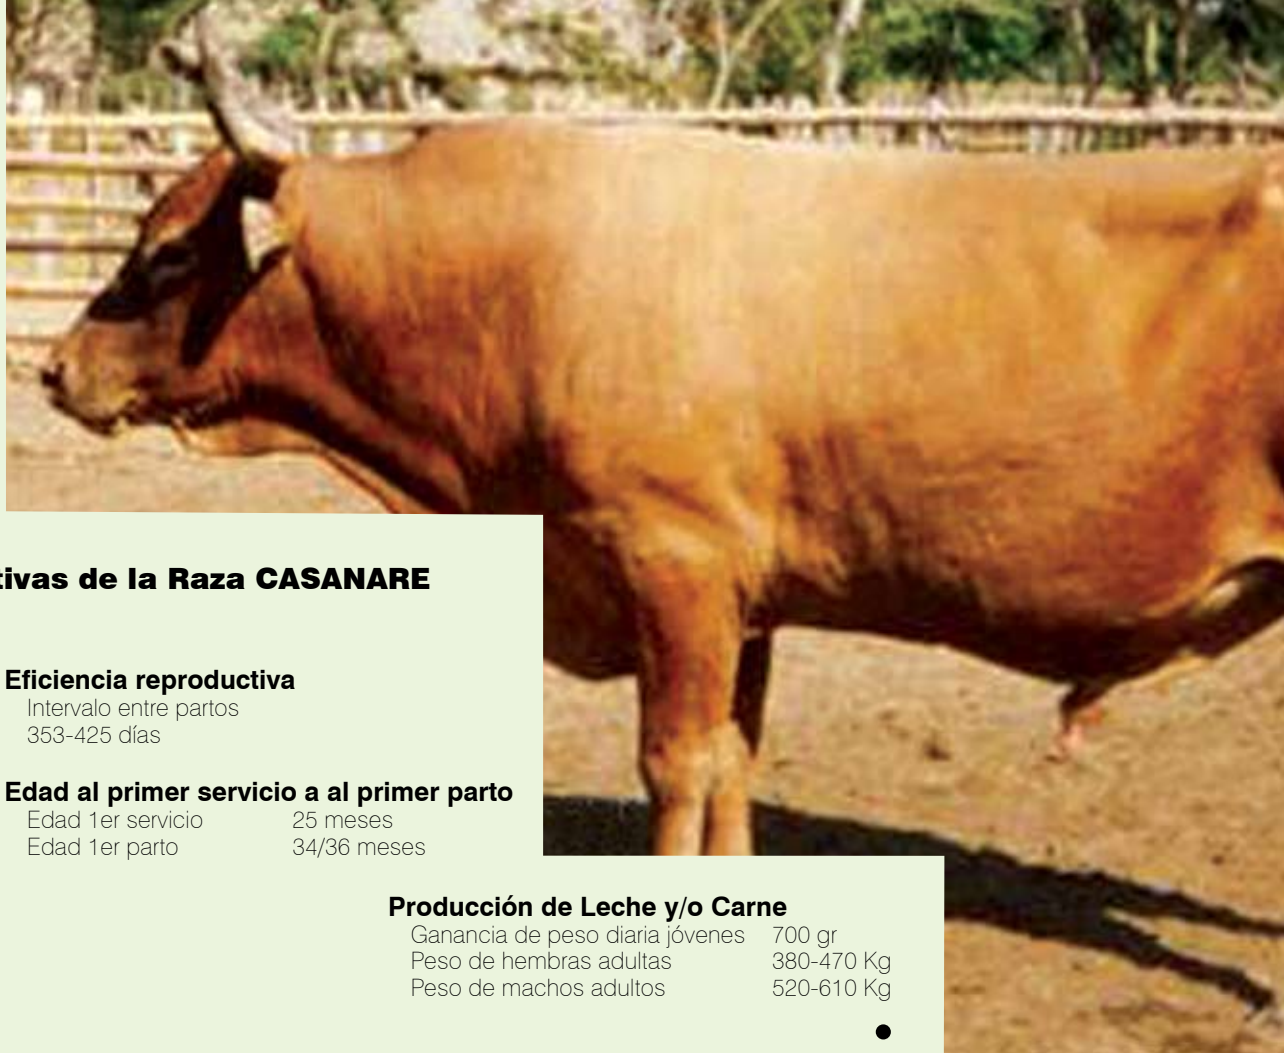 de la Raza CASANARE
Eficiencia reproductiva
Intervalo entre partos
353-425 días
Edad al primer servicio a al primer parto
Edad 1er servicio 25 meses
Edad 1er parto 34/36 meses
Producción de Leche y/o Carne
Ganancia de peso diaria jóvenes 700 gr
Peso de hembras adultas 380-470 Kg
Peso de machos adultos 520-610 Kg